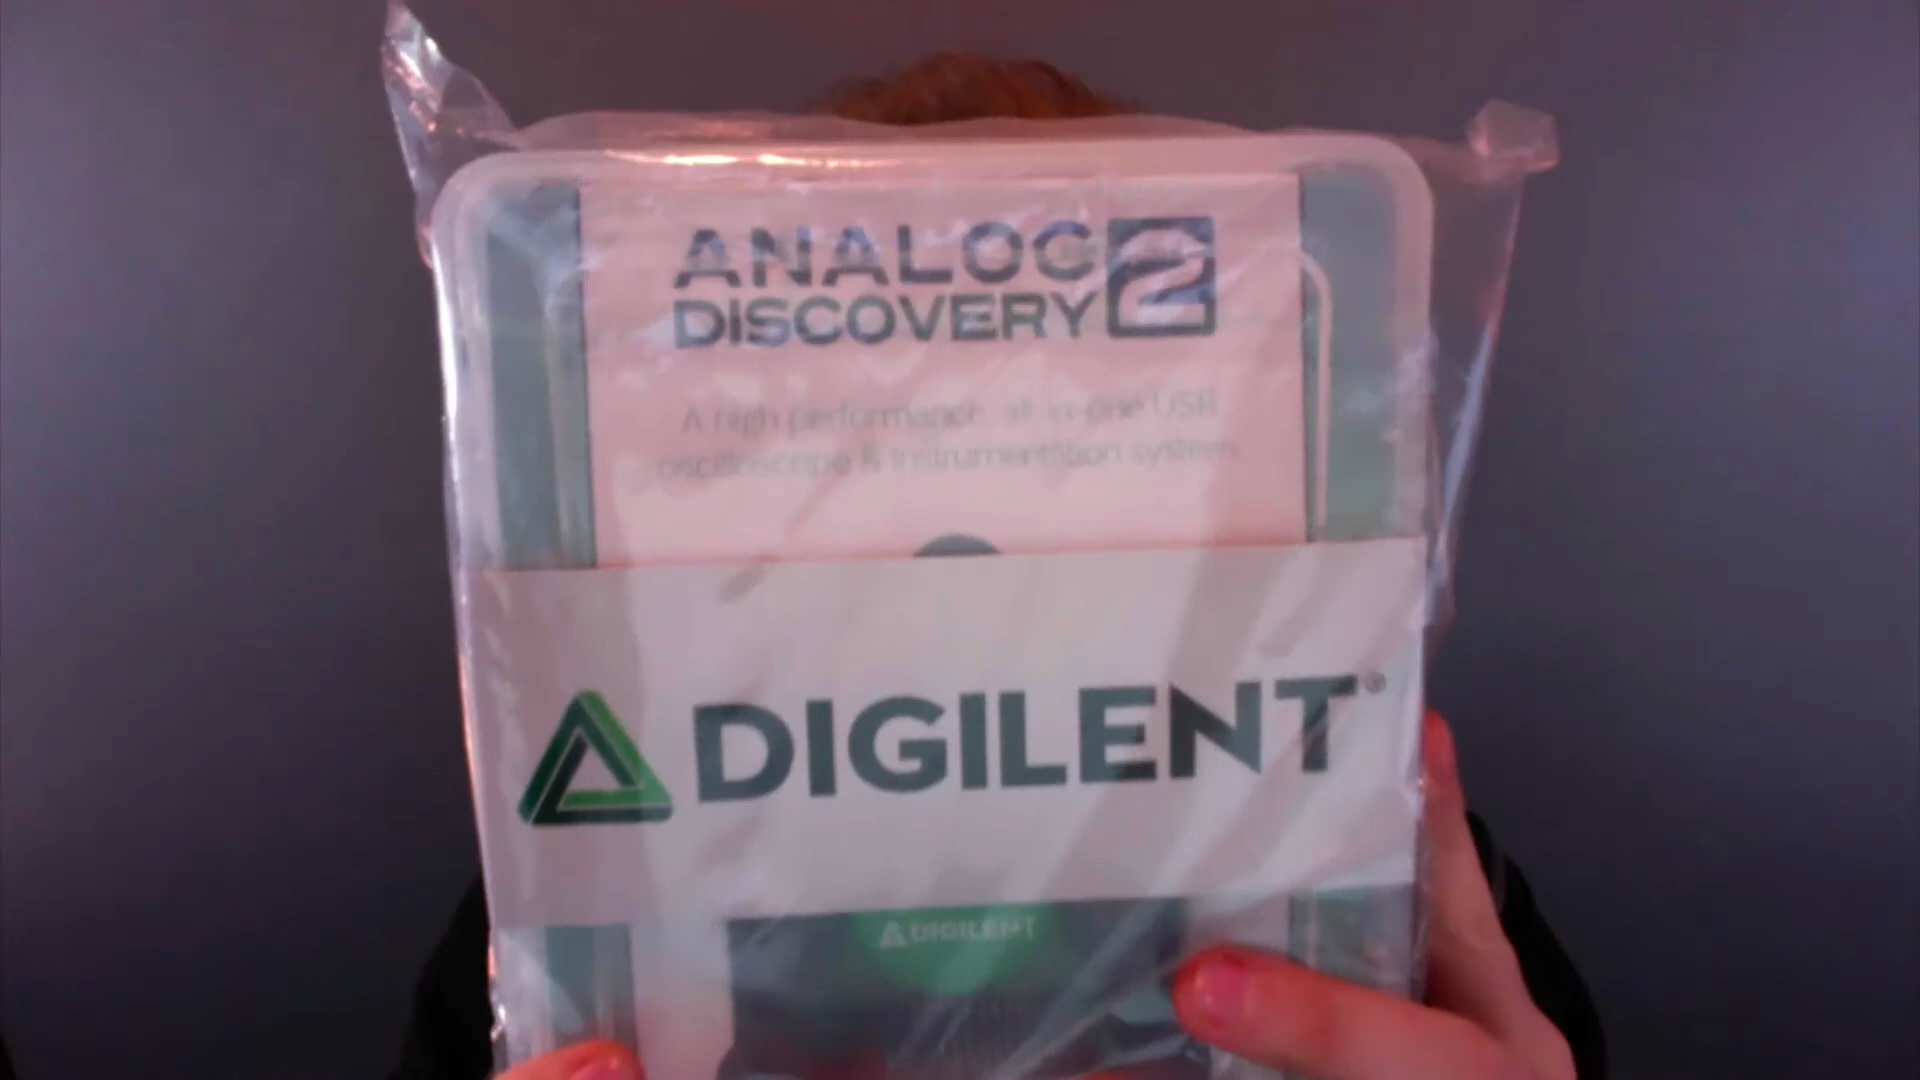 ANALOG
DISCOVERY 2
A high performance, all-in-one USB
oscilloscope & instrumentation system
DIGILENT®
DIGILENT